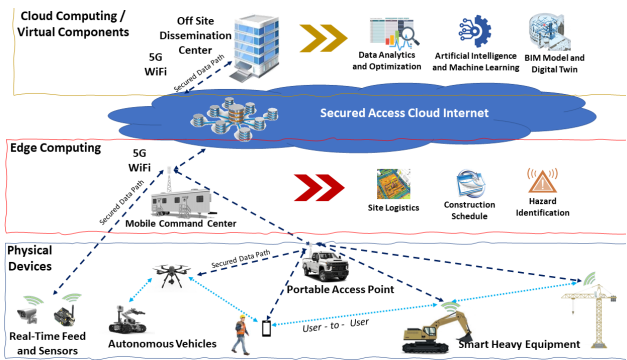 Cloud Computing /
Virtual Components
Off Site
Dissemination
Center
5G
WiFi
Secured Data Path
Data Analytics
and Optimization
Artificial Intelligence
and Machine Learning
BIM Model and
Digital Twin
Secured Access Cloud Internet
Edge Computing
5G
WiFi
Secured Data Path
Mobile Command Center
Site Logistics
Construction
Schedule
Hazard
Identification
Physical
Devices
Secured Data Path
Portable Access Point
Real-Time Feed
and Sensors
Autonomous Vehicles
User - to - User
Smart Heavy Equipment